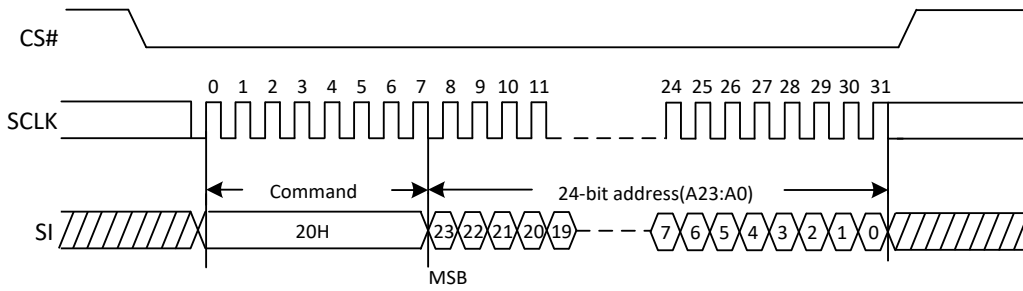 CS#
0 1 2 3 4 5 6 7 8 9 10 11 24 25 26 27 28 29 30 31
SCLK
Command 24-bit address(A23:A0)
SI 20H 23 22 21 20 19 7 6 5 4 3 2 1 0
MSB